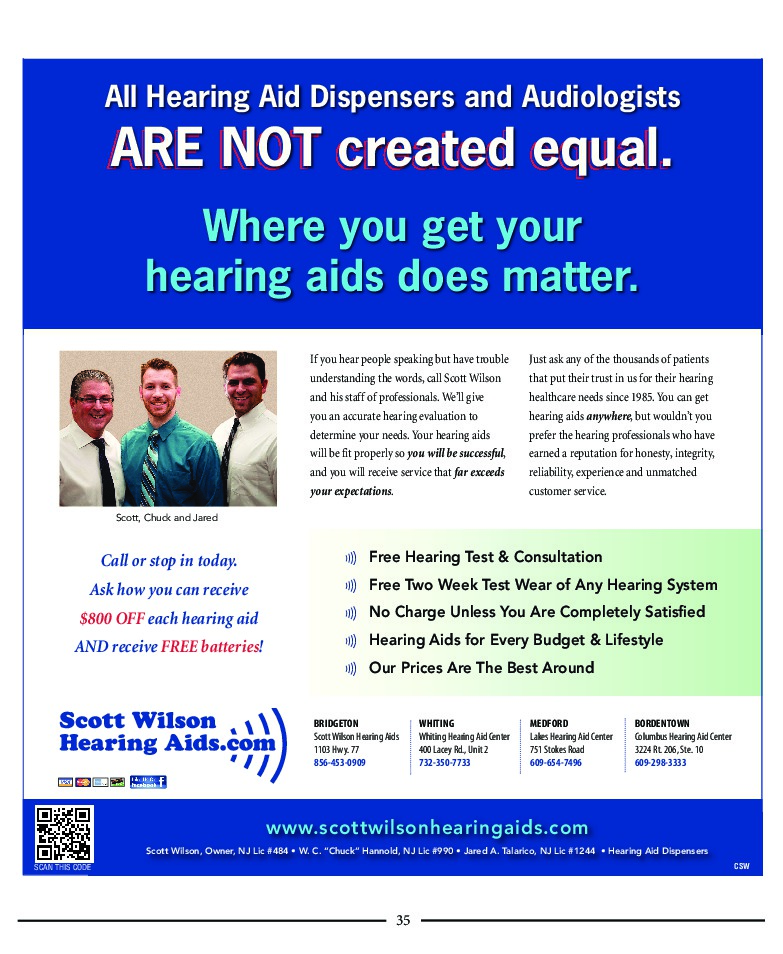 All Hearing Aid Dispensers and Audiologists
ARE NOT created equal.
Where you get your
hearing aids does matter.
Scott, Chuck and Jared
If you hear people speaking but have trouble
understanding the words, call Scott Wilson
and his staff of professionals. We'll give
you an accurate hearing evaluation to
determine your needs. Your hearing aids
will be fit properly so you will be successful,
and you will receive service that far exceeds
your expectations.
Just ask any of the thousands of patients
that put their trust in us for their hearing
healthcare needs since 1985. You can get
hearing aids anywhere, but wouldn't you
prefer the hearing professionals who have
earned a reputation for honesty, integrity,
reliability, experience and unmatched
customer service.
Call or stop in today.
Ask how you can receive
$800 OFF each hearing aid
AND receive FREE batteries!
Free Hearing Test & Consultation
Free Two Week Test Wear of Any Hearing System
No Charge Unless You Are Completely Satisfied
Hearing Aids for Every Budget & Lifestyle
Our Prices Are The Best Around
Scott Wilson
Hearing Aids.com
BRIDGETON
Scott Wilson Hearing Aids
1103 Hwy. 77
856-453-0909
WHITING
Whiting Hearing Aid Center
400 Lacey Rd., Unit 2
732-350-7733
MEDFORD
Lakes Hearing Aid Center
751 Stokes Road
609-654-7496
BORDENTOWN
Columbus Hearing Aid Center
3224 Rt. 206, Ste. 10
609-298-3333
SCAN THIS CODE
www.scottwilsonhearingaids.com
Scott Wilson, Owner, NJ Lic #484 • W. C. "Chuck" Hannold, NJ Lic #990 • Jared A. Talarico, NJ Lic #1244 • Hearing Aid Dispensers
CSW
35